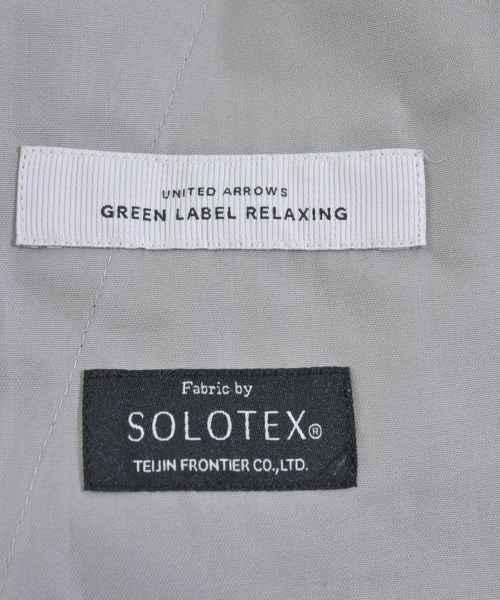 UNITED ARROWS
GREEN LABEL RELAXING
Fabric by
SOLOTEX®
TEIJIN FRONTIER CO.,LTD.